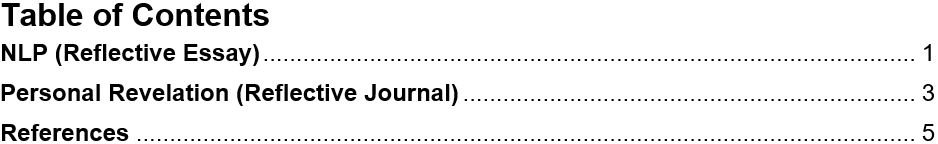 Table of Contents
NLP (Reflective Essay) .................................................................................................. 1
Personal Revelation (Reflective Journal) .................................................................... 3
References ..................................................................................................................... 5